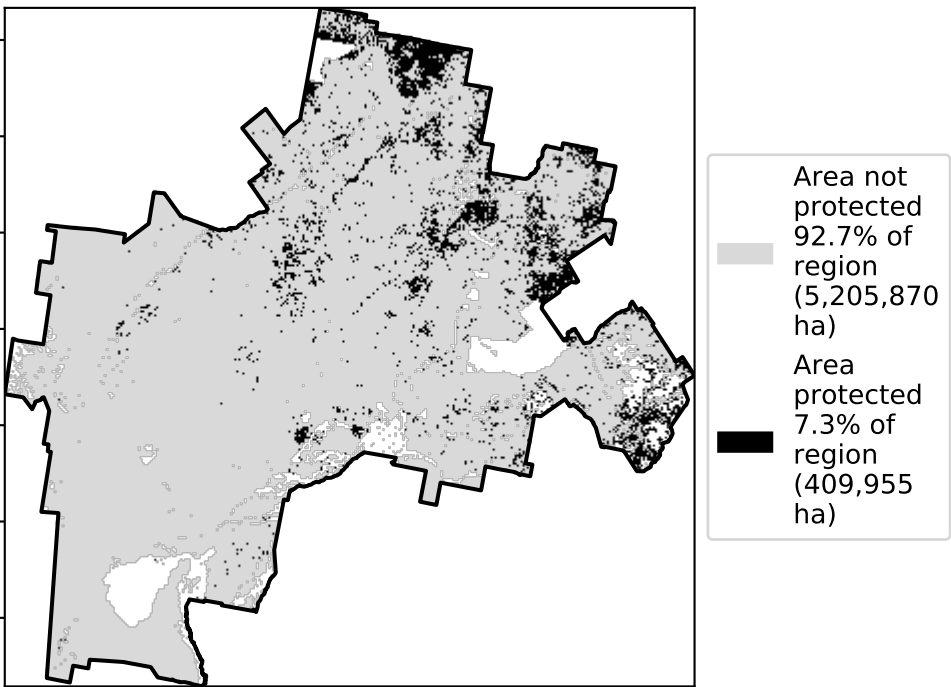 Area not
protected
92.7% of
region
(5,205,870
ha)
Area
protected
7.3% of
region
(409,955
ha)